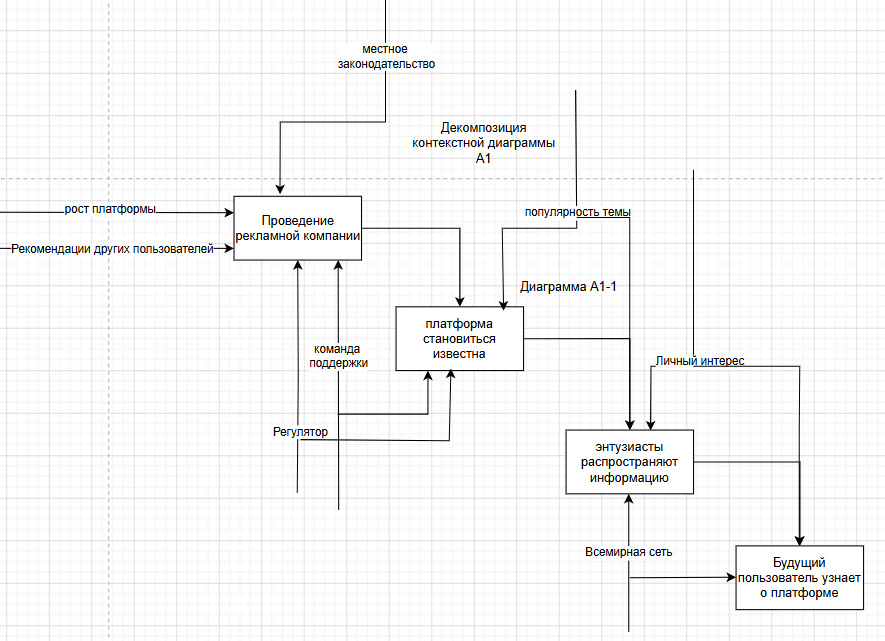 местное
законодательство
Декомпозиция
контекстной диаграммы
А1
рост платформы
Проведение
рекламной компании
популярность темы
Рекомендации других пользователей
Диаграмма А1-1
платформа
становиться
известна
команда
поддержки
Личный интерес
Регулятор
энтузиасты
распространяют
информацию
Всемирная сеть
Будущий
пользователь узнает
о платформе